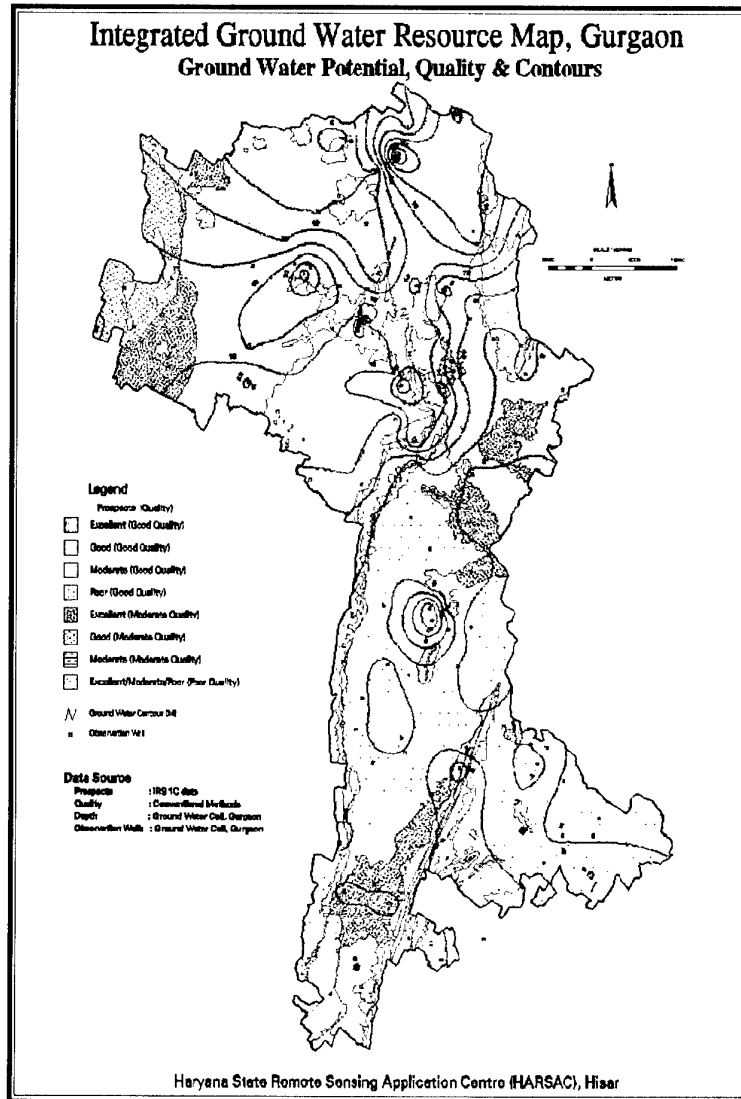 Integrated Ground Water Resource Map, Gurgaon
Ground Water Potential, Quality & Contours
METER
Legend
Prospects (Quality)
Excellent (Good Quality)
Good (Good Quality)
Moderate (Good Quality)
Poor (Good Quality)
Excellent (Moderate Quality)
Good (Moderate Quality)
Moderate (Moderate Quality)
Excellent/Moderate/Poor (Poor Quality)
Ground Water Contour
Observation Well
Data Source
Prospects : IRS 1C data
Quality : Conventional Methods
Depth : Ground Water Cell, Gurgaon
Observation Wells : Ground Water Cell, Gurgaon
Haryana State Remote Sensing Application Centre (HARSAC), Hisar